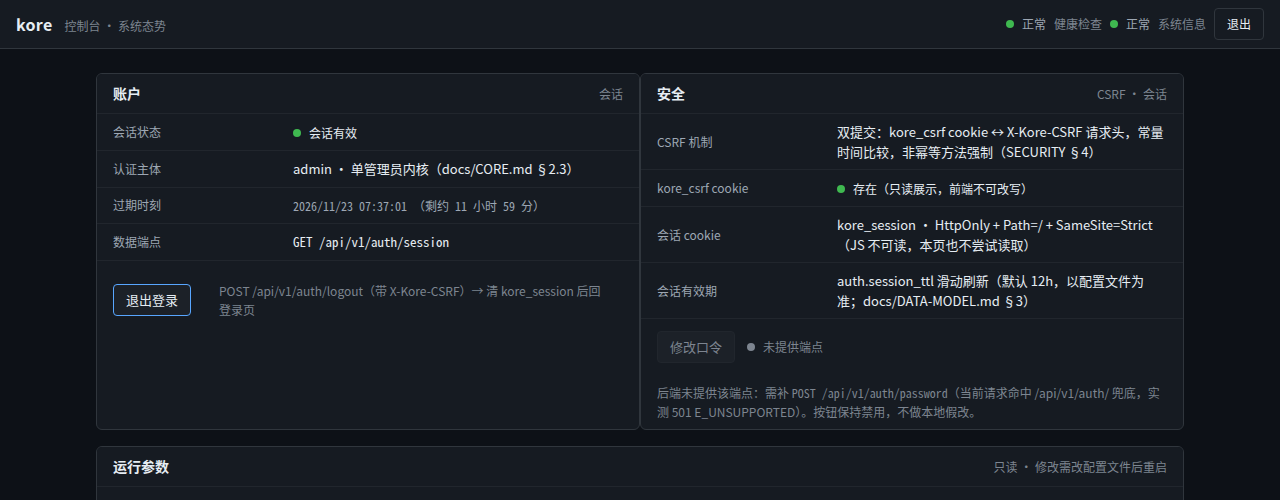 kore 控制台 · 系统态势
正常 健康检查 正常 系统信息 退出
账户 会话
会话状态 会话有效
认证主体 admin · 单管理员内核（docs/CORE.md §2.3）
过期时刻 2026/11/23 07:37:01 （剩约 11 小时 59 分）
数据端点 GET /api/v1/auth/session
退出登录 POST /api/v1/auth/logout（带 X-Kore-CSRF）→ 清 kore_session 后回
登录页
安全 CSRF · 会话
CSRF 机制 双提交：kore_csrf cookie ↔ X-Kore-CSRF 请求头，常量
时间比较，非幂等方法强制（SECURITY §4）
kore_csrf cookie 存在（只读展示，前端不可改写）
会话 cookie kore_session · HttpOnly + Path=/ + SameSite=Strict
（JS 不可读，本页也不尝试读取）
会话有效期 auth.session_ttl 滑动刷新（默认 12h，以配置文件为
准；docs/DATA-MODEL.md §3）
修改口令 未提供端点
后端未提供该端点：需补 POST /api/v1/auth/password（当前请求命中 /api/v1/auth/ 兜底，实
测 501 E_UNSUPPORTED）。按钮保持禁用，不做本地假改。
运行参数 只读 · 修改需改配置文件后重启